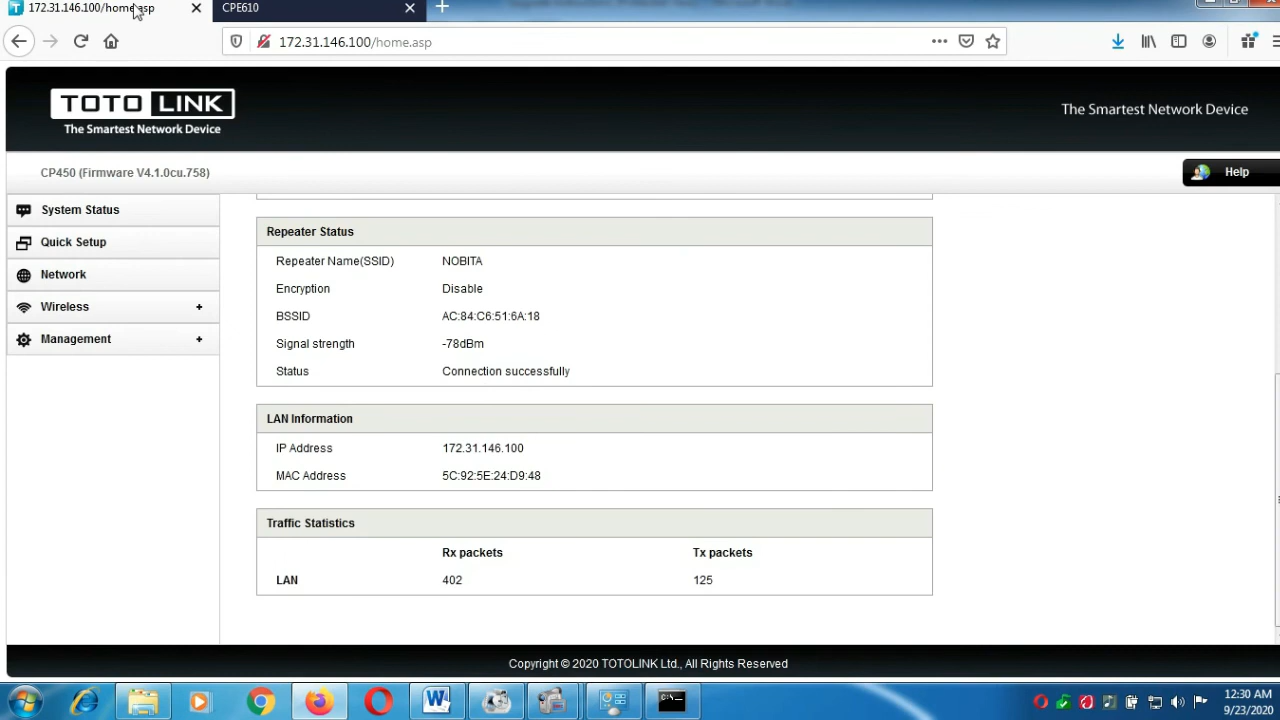 172.31.146.100/home.asp
CPE610
172.31.146.100/home.asp
TOTO LINK
The Smartest Network Device
The Smartest Network Device
CP450 (Firmware V4.1.0cu.758)
Help
System Status
Quick Setup
Network
Wireless +
Management +
Repeater Status
Repeater Name(SSID) NOBITA
Encryption Disable
BSSID AC:84:C6:51:6A:18
Signal strength -78dBm
Status Connection successfully
LAN Information
IP Address 172.31.146.100
MAC Address 5C:92:5E:24:D9:48
Traffic Statistics
Rx packets Tx packets
LAN 402 125
Copyright © 2020 TOTOLINK Ltd., All Rights Reserved
12:30 AM
9/23/2020